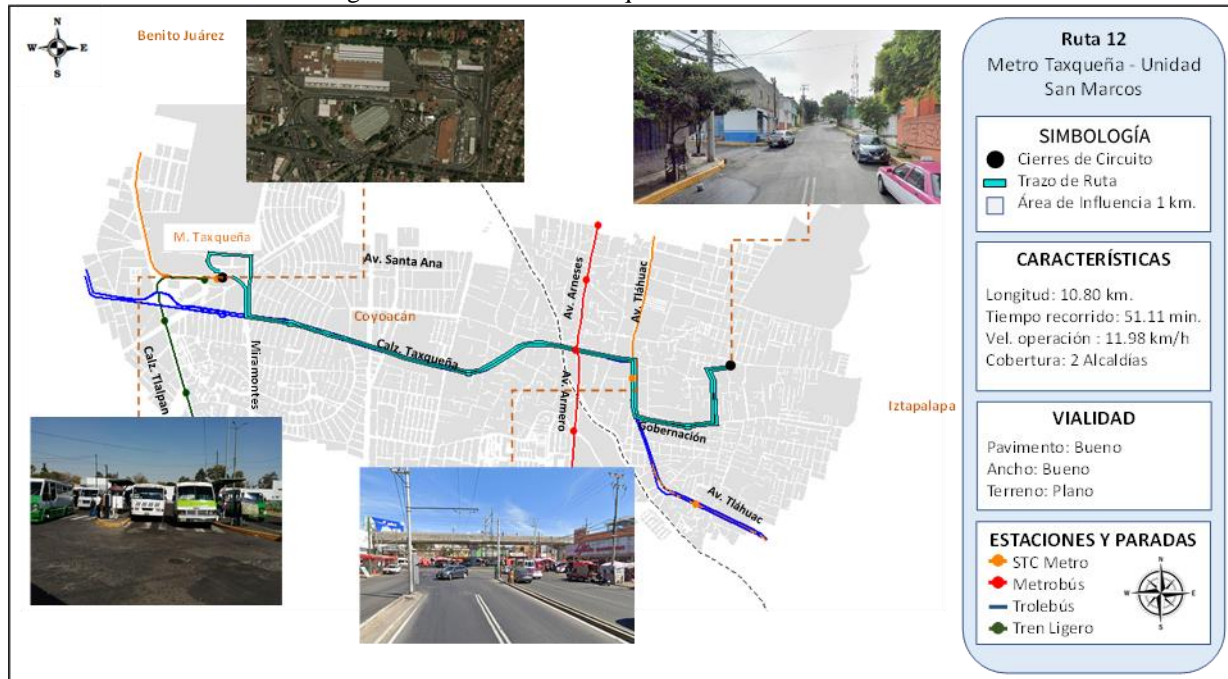 N
W E
S
Benito Juárez
M. Taxqueña
Av. Santa Ana
Coyoacán
Calz. Taxqueña
Miramontes
Calz. Tlalpan
Av. Arneses
Av. Armero
Av. Tláhuac
Gobernación
Av. Tláhuac
Iztapalapa
Ruta 12
Metro Taxqueña - Unidad
San Marcos
SIMBOLOGÍA
Cierres de Circuito
Trazo de Ruta
Área de Influencia 1 km.
CARACTERÍSTICAS
Longitud: 10.80 km.
Tiempo recorrido: 51.11 min.
Vel. operación : 11.98 km/h
Cobertura: 2 Alcaldías
VIALIDAD
Pavimento: Bueno
Ancho: Bueno
Terreno: Plano
ESTACIONES Y PARADAS
STC Metro
Metrobús
Trolebús
Tren Ligero
N
W E
S